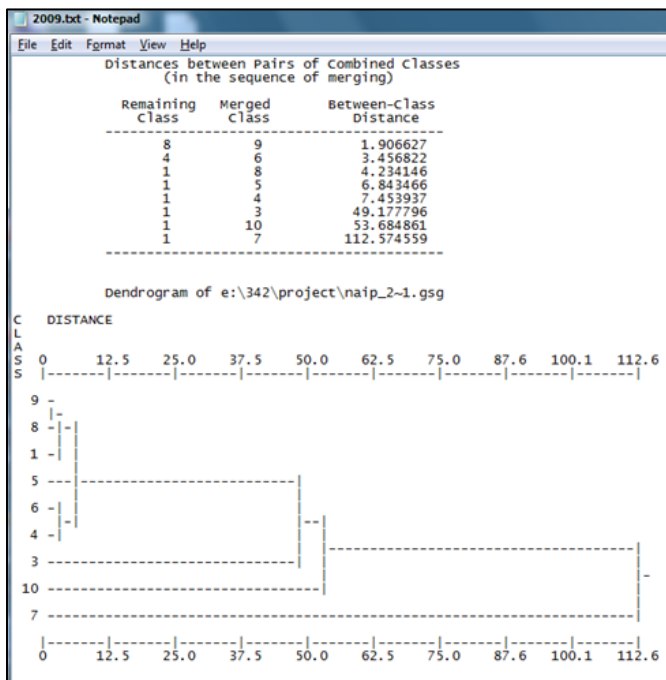 2009.txt - Notepad
File Edit Format View Help
Distances between Pairs of Combined Classes
(in the sequence of merging)
Remaining Merged Between-Class
Class Class Distance
8 9 1.906627
4 6 3.456822
1 8 4.234146
1 5 6.843466
1 4 7.453937
1 3 49.177796
1 10 53.684861
1 7 112.574559
Dendrogram of e:\342\project\naip_2~1.gsg
C DISTANCE
L
A
S 0 12.5 25.0 37.5 50.0 62.5 75.0 87.6 100.1 112.6
S
9
8
1
5
6
4
3
10
7
0 12.5 25.0 37.5 50.0 62.5 75.0 87.6 100.1 112.6